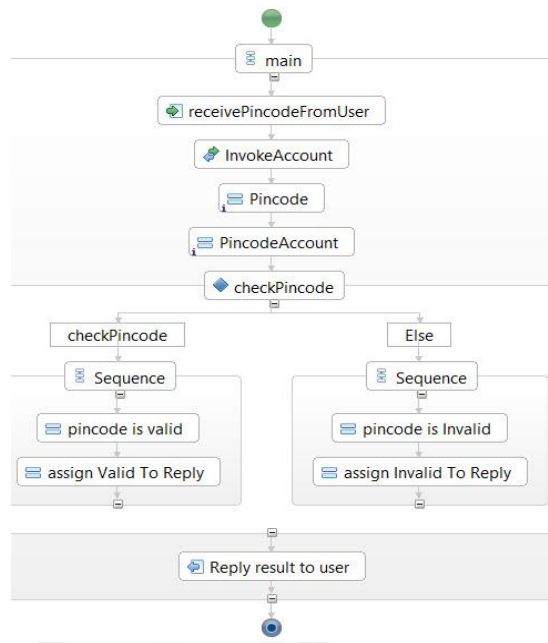 main
receivePincodeFromUser
InvokeAccount
Pincode
PincodeAccount
checkPincode
checkPincode
Else
Sequence
Sequence
pincode is valid
pincode is Invalid
assign Valid To Reply
assign Invalid To Reply
Reply result to user